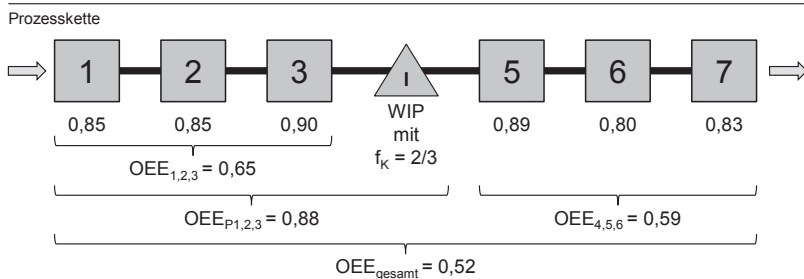 Prozesskette
1 2 3 I 5 6 7
0,85 0,85 0,90 WIP mit f_K = 2/3 0,89 0,80 0,83
OEE_1,2,3 = 0,65
OEE_P1,2,3 = 0,88 OEE_4,5,6 = 0,59
OEE_gesamt = 0,52